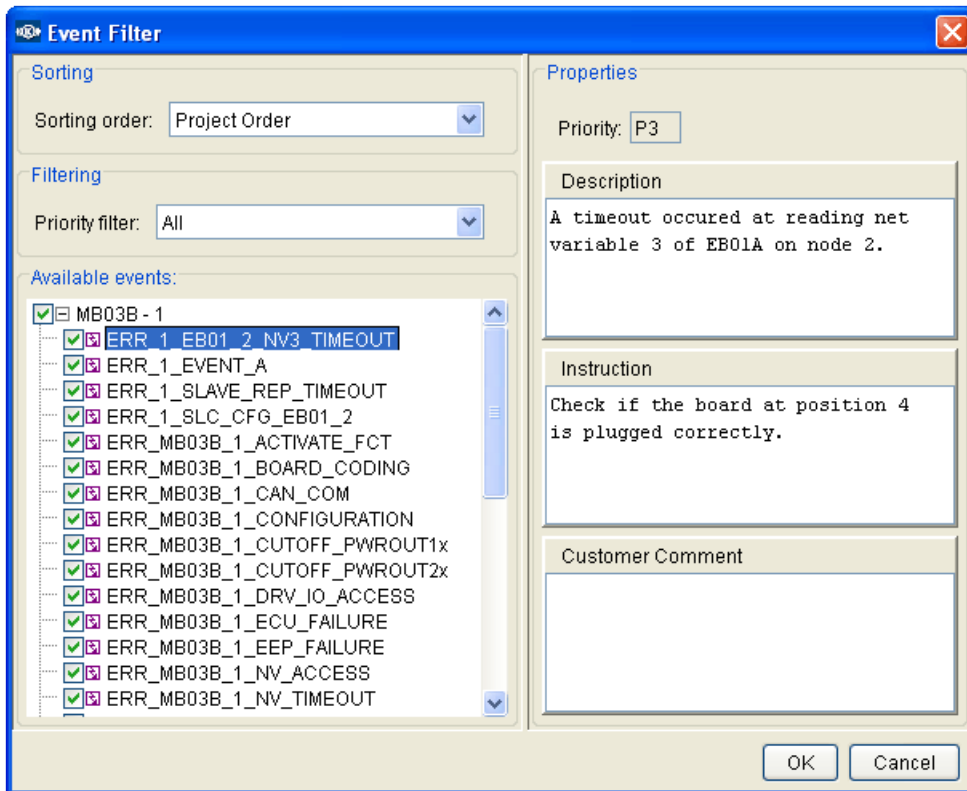 Event Filter
Sorting
Sorting order: Project Order
Filtering
Priority filter: All
Available events:
MB03B - 1
ERR_1_EB01_2_NV3_TIMEOUT
ERR_1_EVENT_A
ERR_1_SLAVE_REP_TIMEOUT
ERR_1_SLC_CFG_EB01_2
ERR_MB03B_1_ACTIVATE_FCT
ERR_MB03B_1_BOARD_CODING
ERR_MB03B_1_CAN_COM
ERR_MB03B_1_CONFIGURATION
ERR_MB03B_1_CUTOFF_PWROUT1x
ERR_MB03B_1_CUTOFF_PWROUT2x
ERR_MB03B_1_DRV_IO_ACCESS
ERR_MB03B_1_ECU_FAILURE
ERR_MB03B_1_EEP_FAILURE
ERR_MB03B_1_NV_ACCESS
ERR_MB03B_1_NV_TIMEOUT
Properties
Priority: P3
Description
A timeout occured at reading net
variable 3 of EB01A on node 2.
Instruction
Check if the board at position 4
is plugged correctly.
Customer Comment
OK
Cancel